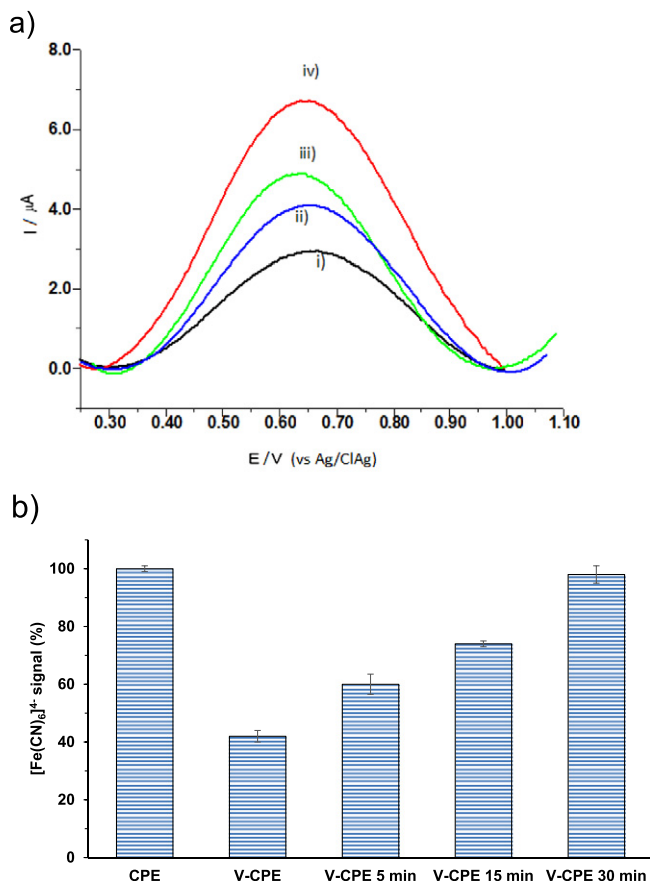 a)
8.0
iv)
6.0
iii)
I / μA
4.0
ii)
i)
2.0
0.0
0.30 0.40 0.50 0.60 0.70 0.80 0.90 1.00 1.10
E/V (vs Ag/ClAg)
b)
100
80
60
40
20
0
[Fe(CN)6]4- signal (%)
CPE V-CPE V-CPE 5 min V-CPE 15 min V-CPE 30 min